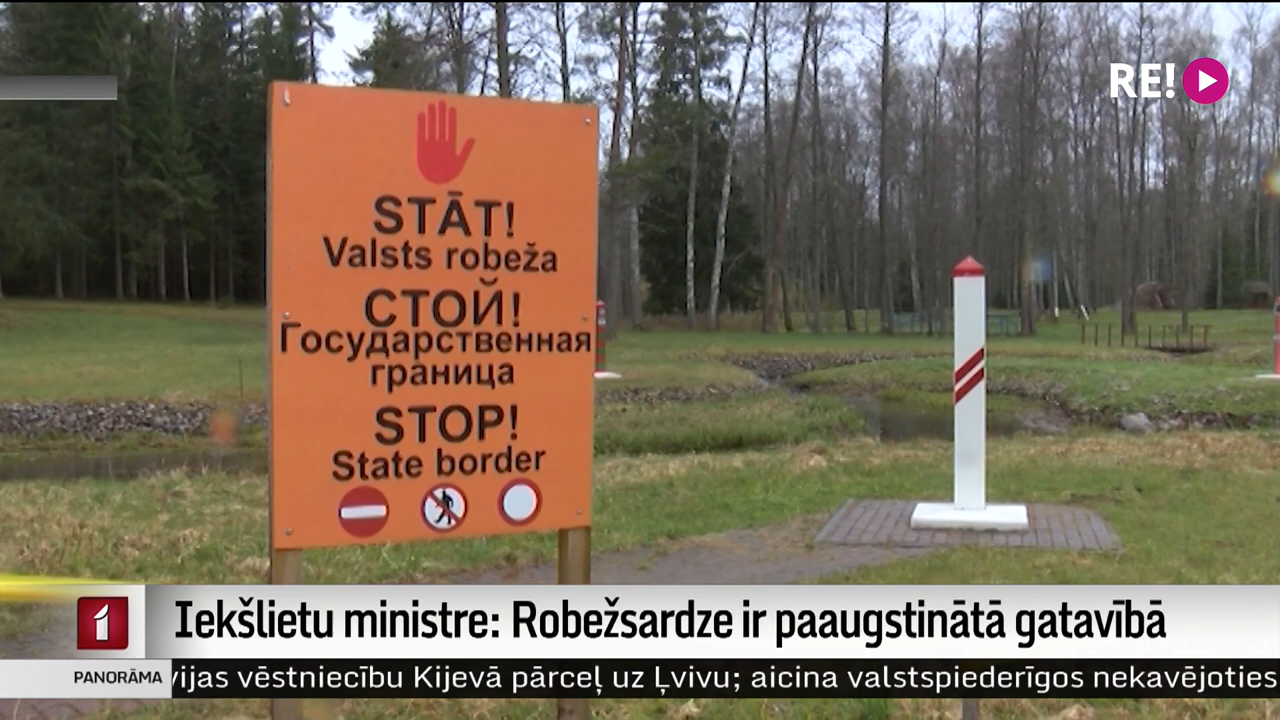 RE!
STĀT!
Valsts robeža
СТОЙ!
Государственная
граница
STOP!
State border
1
Iekšlietu ministre: Robežsardze ir paaugstinātā gatavībā
PANORĀMA
vijas vēstniecību Kijevā pārceļ uz Ļvivu; aicina valstspiederīgos nekavējoties